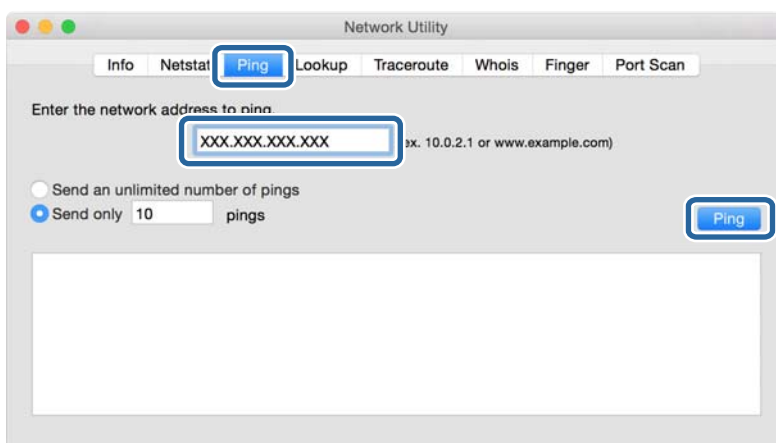 Network Utility
Info Netstat Ping Lookup Traceroute Whois Finger Port Scan
Enter the network address to ping.
XXX.XXX.XXX.XXX ex. 10.0.2.1 or www.example.com)
Send an unlimited number of pings
Send only 10 pings
Ping